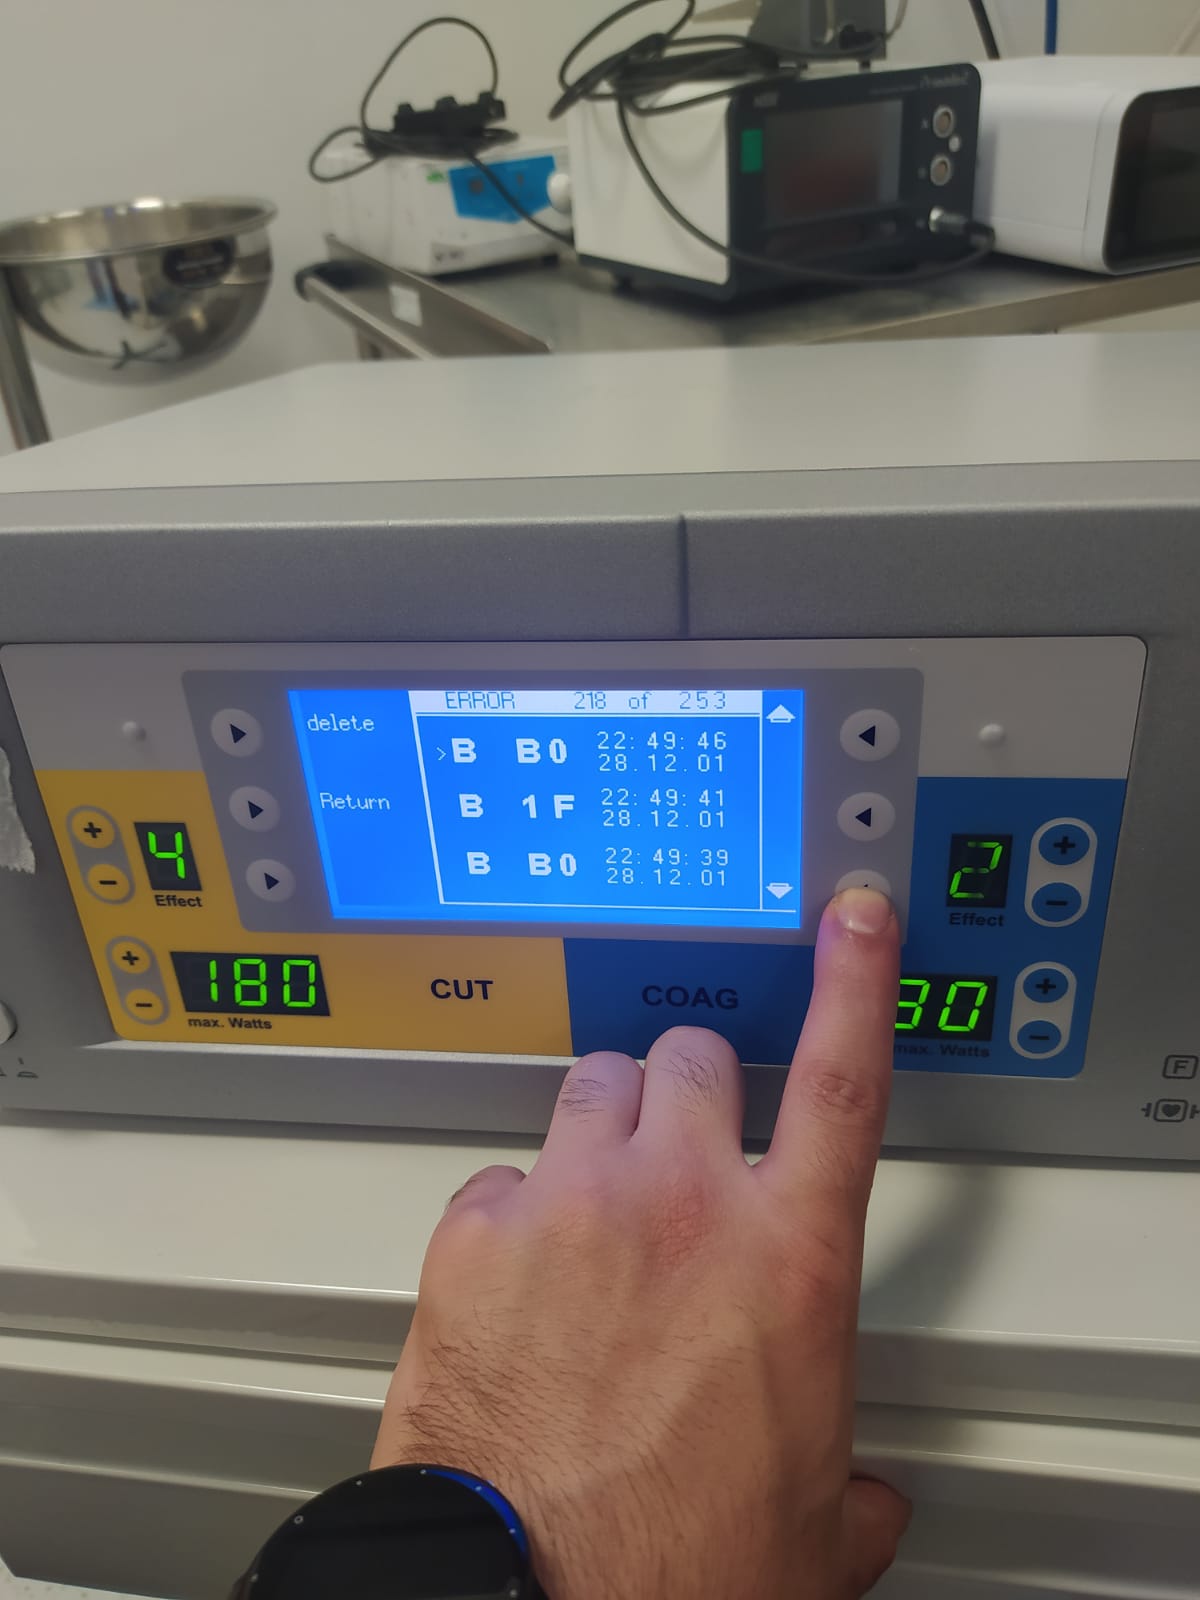 ERROR 218 of 253
delete
>B B0 22:49:46
28.12.01
Return
B 1F 22:49:41
28.12.01
B B0 22:49:39
28.12.01
+
-
4
Effect
+
-
180
max. Watts
CUT
COAG
2
Effect
+
-
30
max. Watts
+
-
F